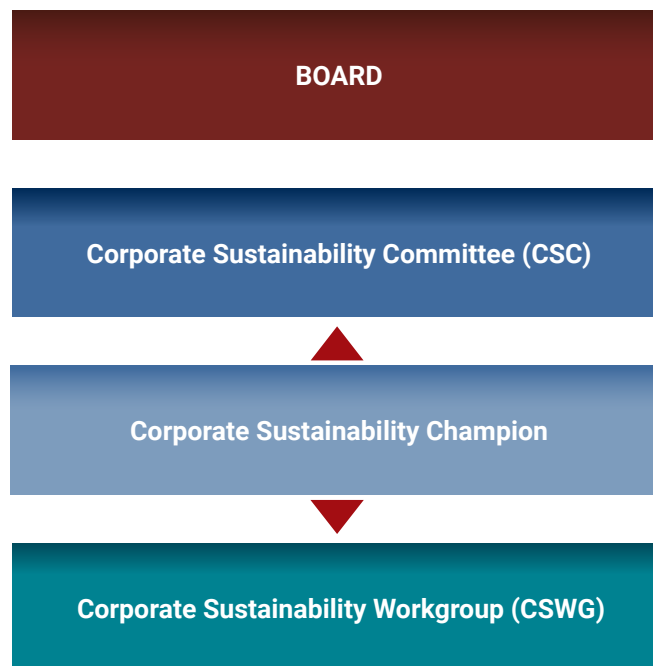 BOARD
Corporate Sustainability Committee (CSC)
Corporate Sustainability Champion
Corporate Sustainability Workgroup (CSWG)